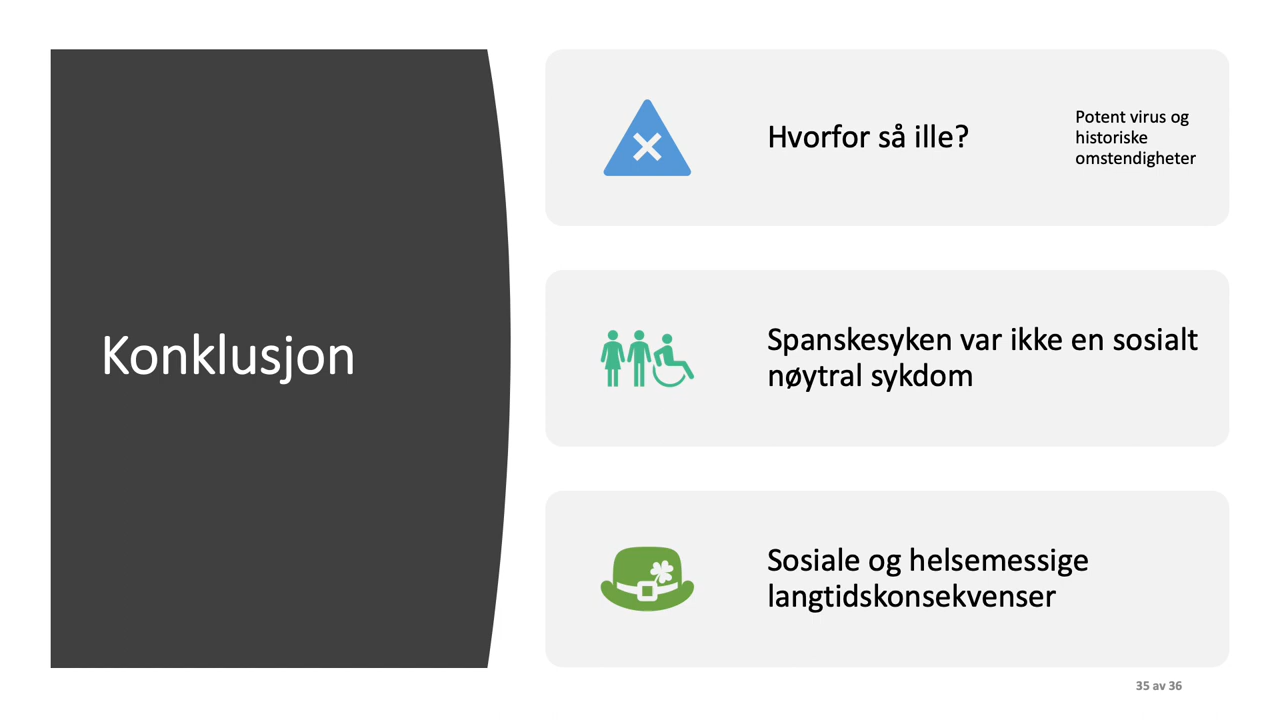 Konklusjon
Hvorfor så ille?
Potent virus og
historiske
omstendigheter
Spanskesyken var ikke en sosialt
nøytral sykdom
Sosiale og helsemessige
langtidskonsekvenser
35 av 36